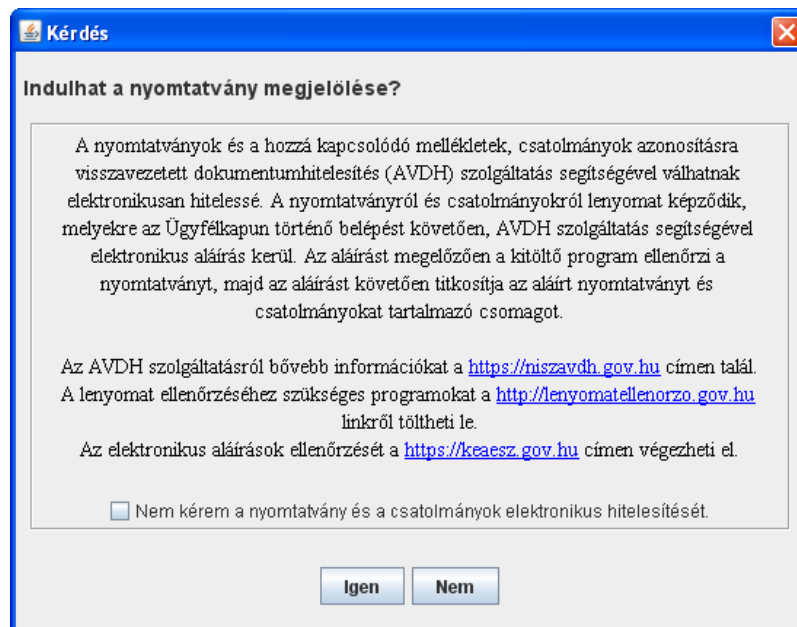 Kérdés
Indulhat a nyomtatvány megjelölése?
A nyomtatványok és a hozzá kapcsolódó mellékletek, csatolmányok azonosításra
visszavezetett dokumentumhitelesítés (AVDH) szolgáltatás segítségével válhatnak
elektronikusan hitelessé. A nyomtatványról és csatolmányokról lenyomat képződik,
melyekre az Ügyfélkapun történő belépést követően, AVDH szolgáltatás segítségével
elektronikus aláírás kerül. Az aláírást megelőzően a kitöltő program ellenőrzi a
nyomtatványt, majd az aláírást követően titkosítja az aláírt nyomtatványt és
csatolmányokat tartalmazó csomagot.
Az AVDH szolgáltatásról bővebb információkat a https://niszavdh.gov.hu címen talál.
A lenyomat ellenőrzéséhez szükséges programokat a http://lenyomatellenorzo.gov.hu
linkről töltheti le.
Az elektronikus aláírások ellenőrzését a https://keaesz.gov.hu címen végezheti el.
Nem kérem a nyomtatvány és a csatolmányok elektronikus hitelesítését.
Igen Nem